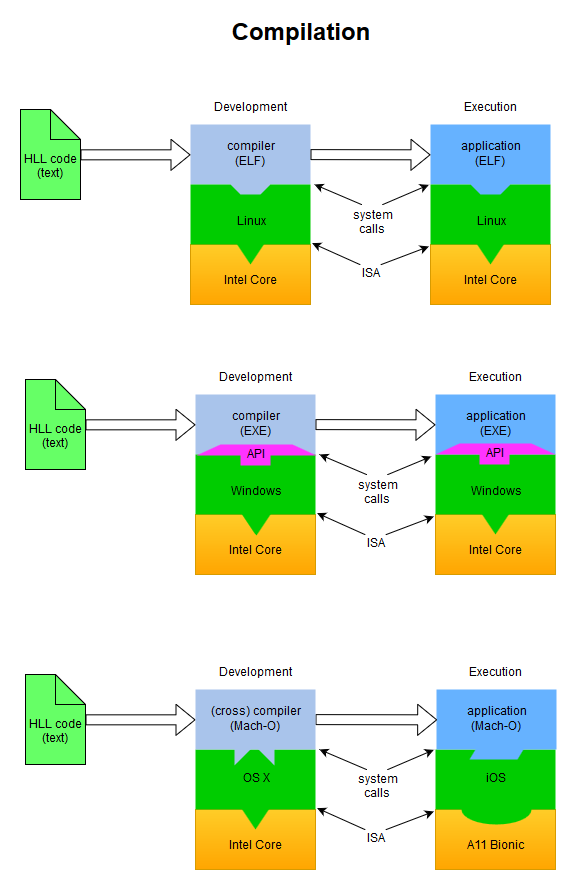 Compilation
Development
Execution
HLL code
(text)
compiler
(ELF)
application
(ELF)
system
calls
Linux
Linux
ISA
Intel Core
Intel Core
Development
Execution
HLL code
(text)
compiler
(EXE)
application
(EXE)
API
API
system
calls
Windows
Windows
ISA
Intel Core
Intel Core
Development
Execution
HLL code
(text)
(cross) compiler
(Mach-O)
application
(Mach-O)
system
calls
OS X
iOS
ISA
Intel Core
A11 Bionic